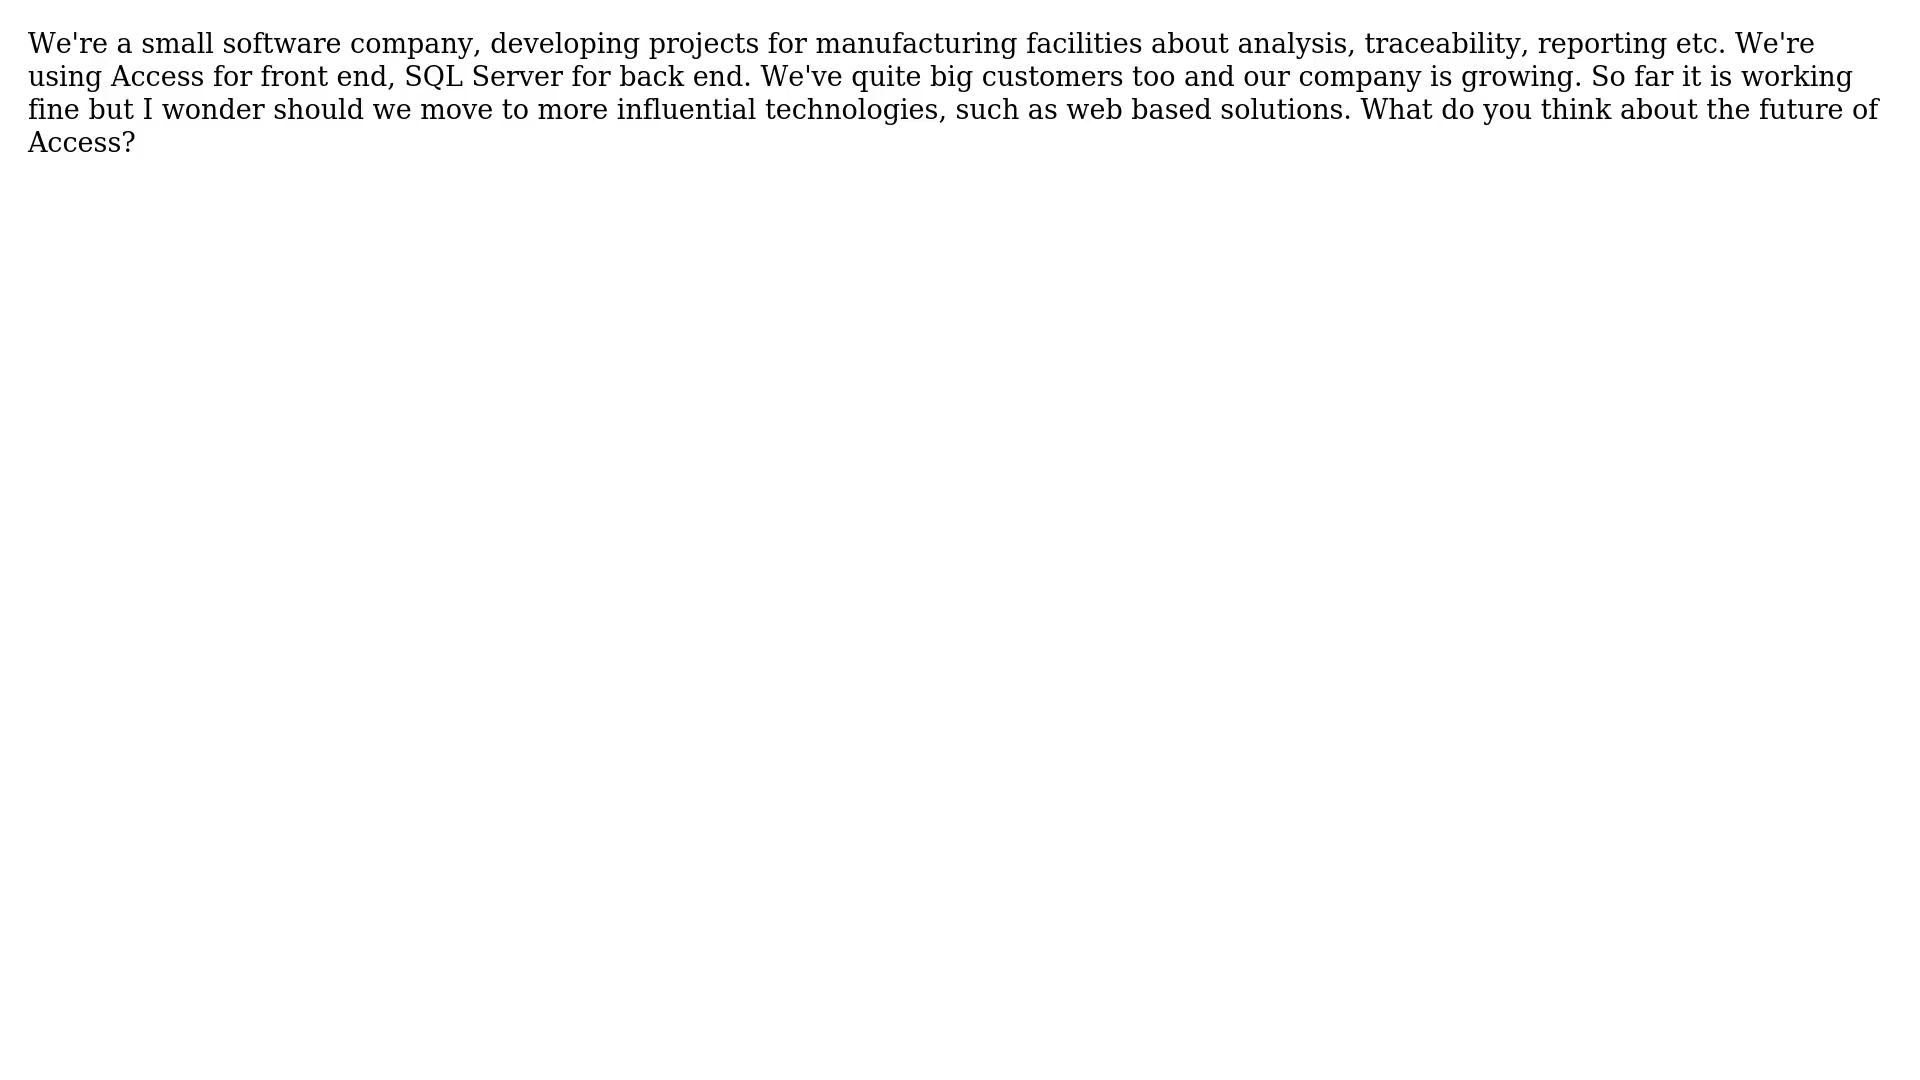 We're a small software company, developing projects for manufacturing facilities about analysis, traceability, reporting etc. We're
using Access for front end, SQL Server for back end. We've quite big customers too and our company is growing. So far it is working
fine but I wonder should we move to more influential technologies, such as web based solutions. What do you think about the future of
Access?